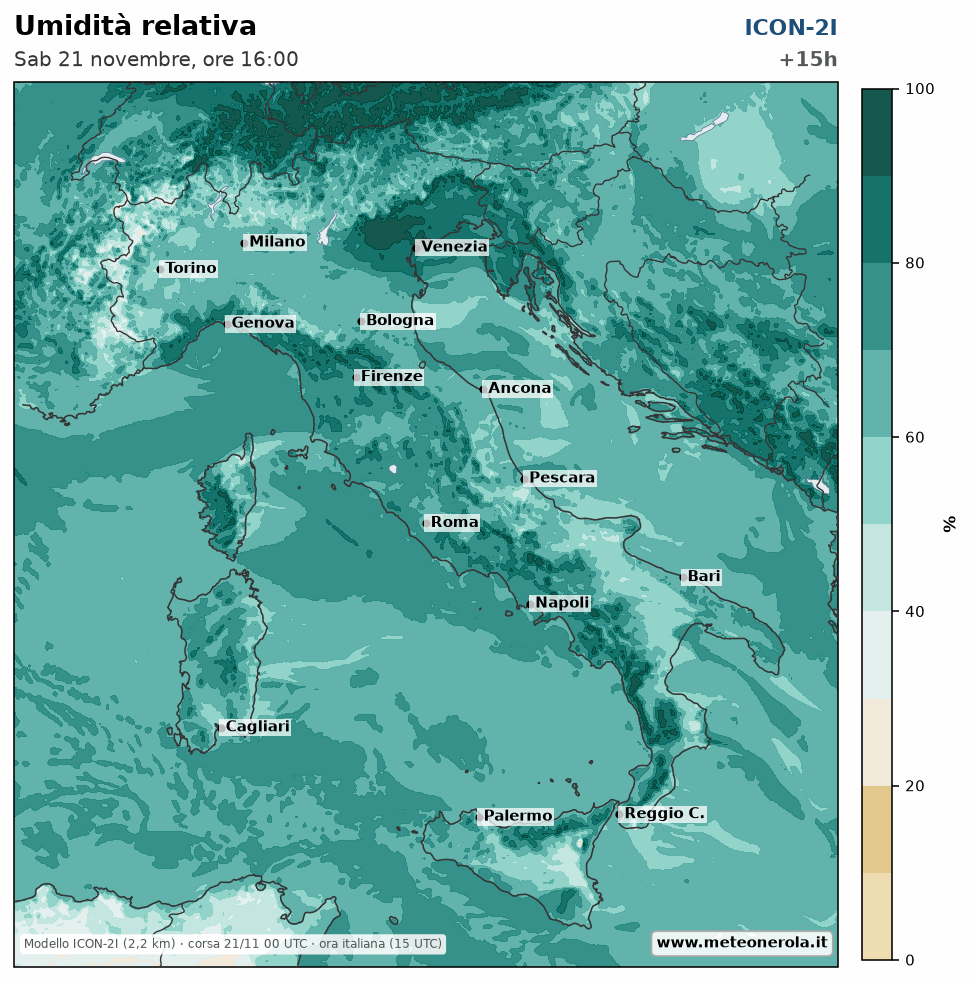 Umidità relativa
ICON-2I
Sab 21 novembre, ore 16:00
+15h
100
80
60
40
20
0
%
Milano
Venezia
Torino
Genova
Bologna
Firenze
Ancona
Pescara
Roma
Bari
Napoli
Cagliari
Palermo
Reggio C.
Modello ICON-2I (2,2 km) · corsa 21/11 00 UTC · ora italiana (15 UTC)
www.meteonerola.it